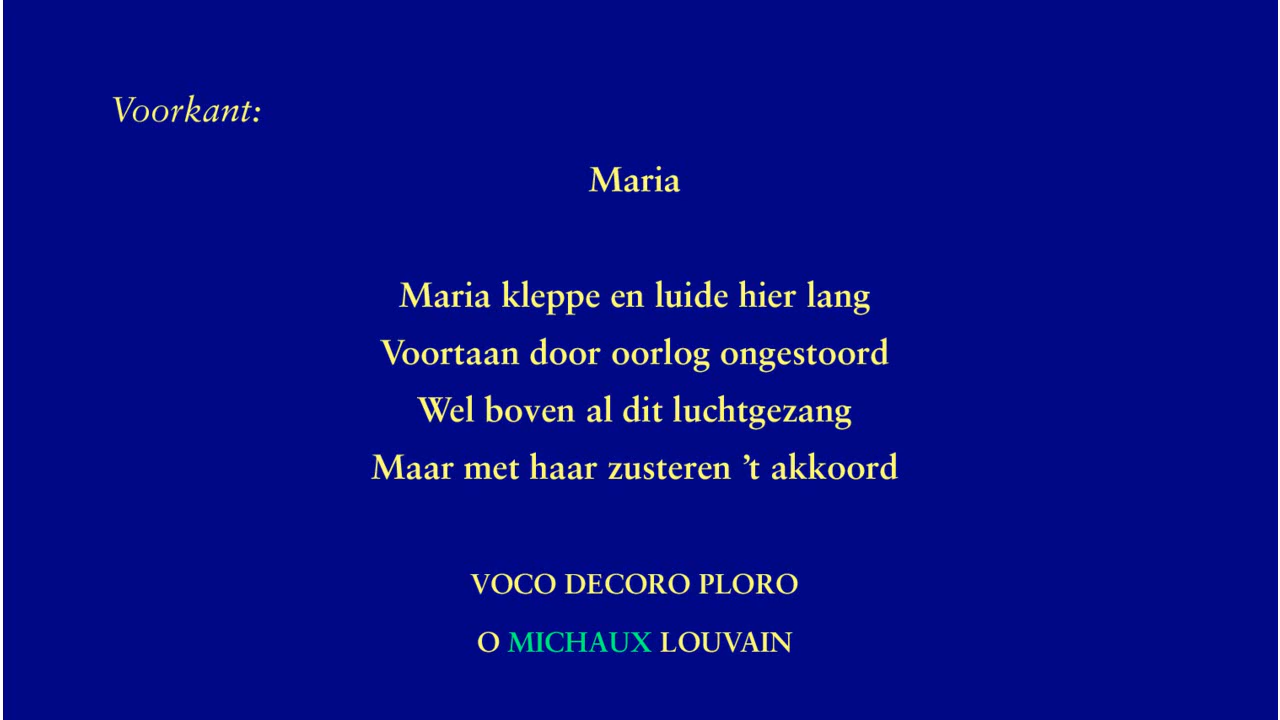 Voorkant:
Maria
Maria kleppe en luide hier lang
Voortaan door oorlog ongestoord
Wel boven al dit luchtgezang
Maar met haar zusteren ’t akkoord
VOCO DECORO PLORO
O MICHAUX LOUVAIN